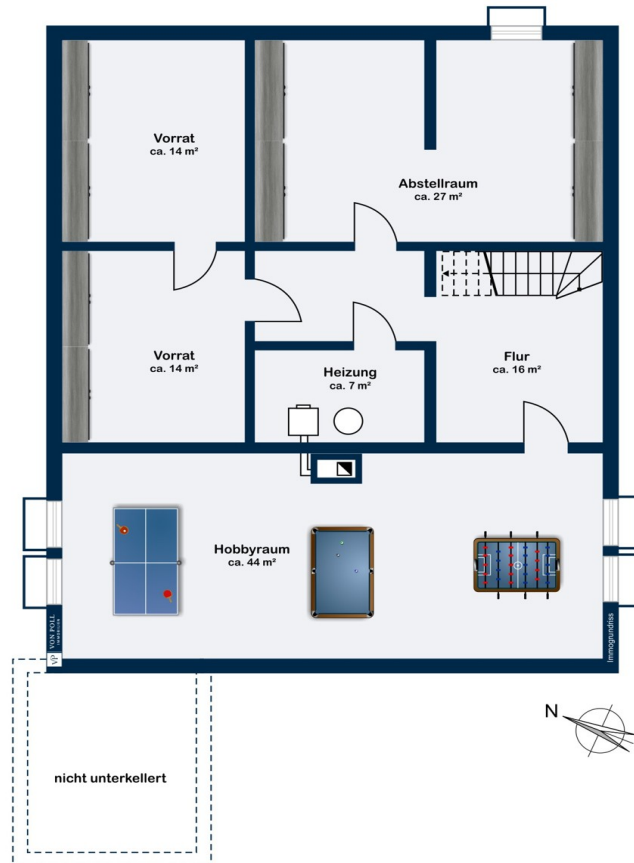 Vorrat
ca. 14 m²
Abstellraum
ca. 27 m²
Vorrat
ca. 14 m²
Heizung
ca. 7 m²
Flur
ca. 16 m²
Hobbyraum
ca. 44 m²
VP VON POLL
IMMOBILIEN
Immogrundriss
N
nicht unterkellert